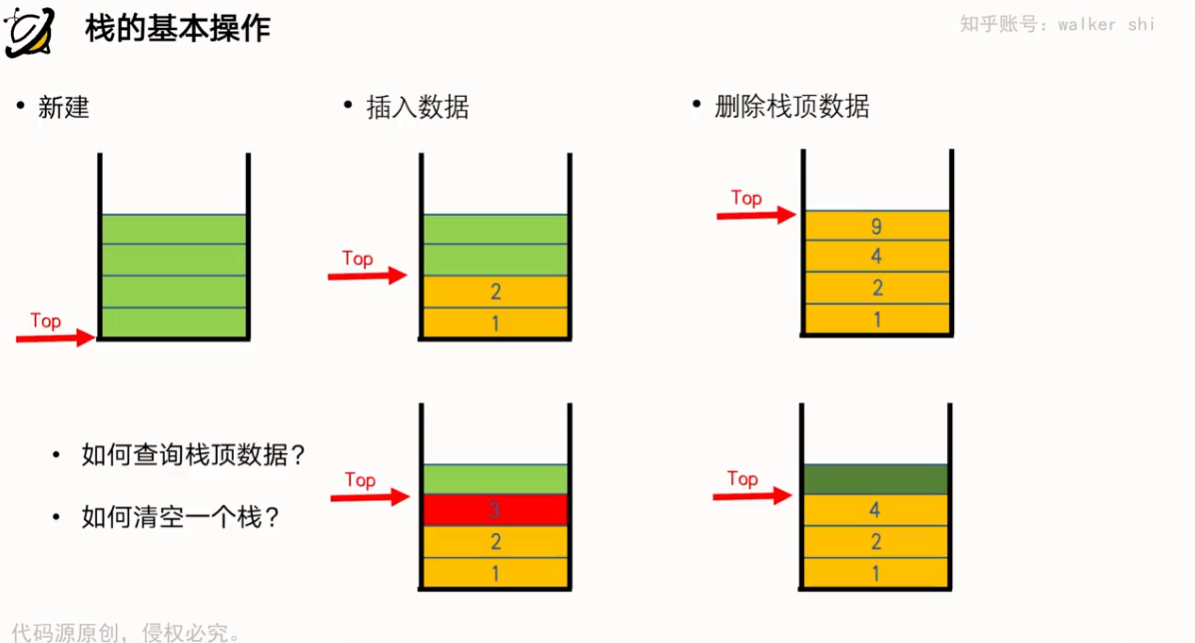 栈的基本操作
知乎账号：walker shi
• 新建
• 插入数据
• 删除栈顶数据
Top
Top
2
1
Top
9
4
2
1
• 如何查询栈顶数据？
• 如何清空一个栈？
Top
3
2
1
Top
4
2
1
代码源原创，侵权必究。